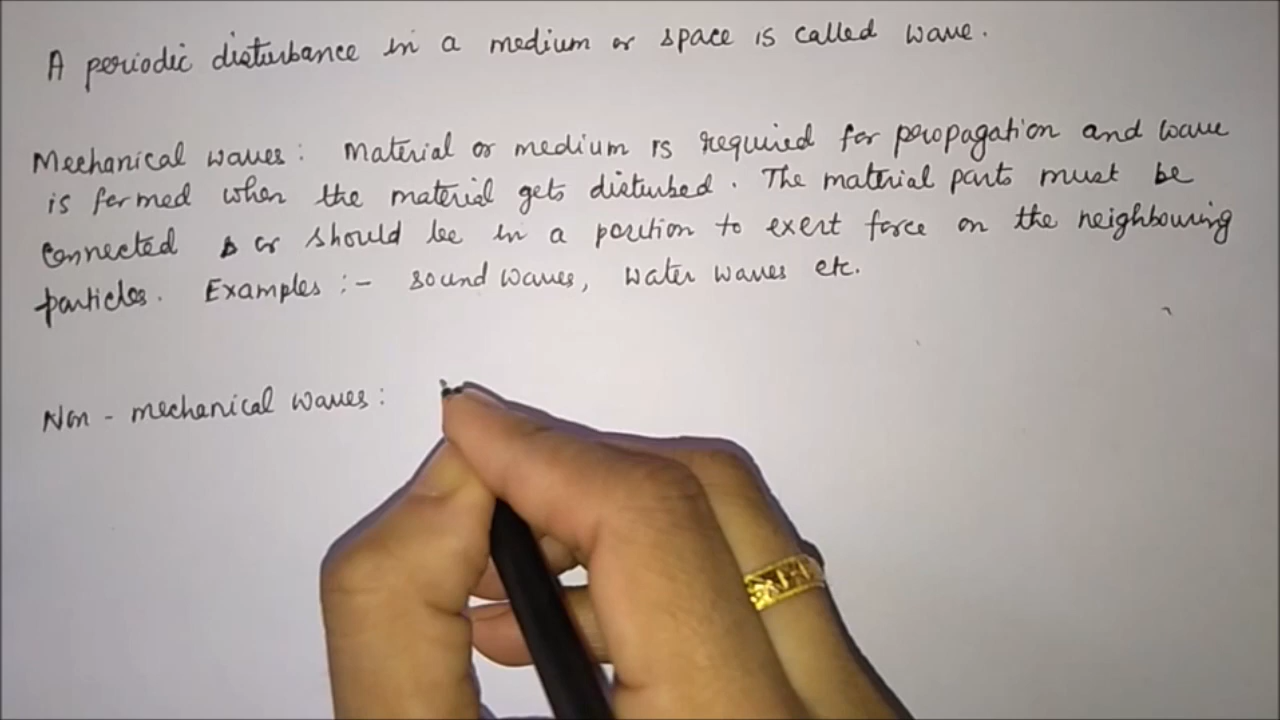 A periodic disturbance in a medium or space is called wave.
Mechanical waves: Material or medium is required for propagation and wave
is formed when the material gets disturbed. The material parts must be
connected or should be in a position to exert force on the neighbouring
particles. Examples :- sound waves, water waves etc.
Non - mechanical waves: